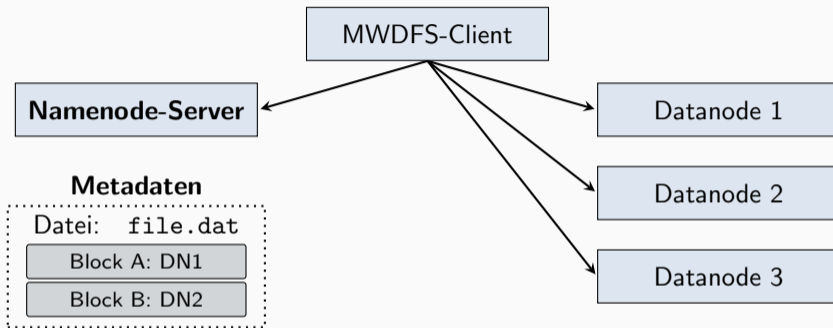 MWDFS-Client
Namenode-Server
Datanode 1
Datanode 2
Datanode 3
Metadaten
Datei: file.dat
Block A: DN1
Block B: DN2